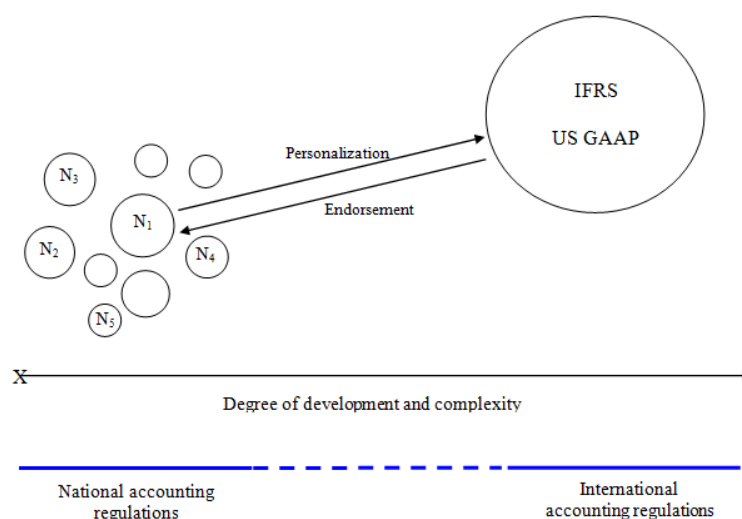 IFRS
US GAAP
Personalization
Endorsement
N3
N1
N2
N4
N5
X
Degree of development and complexity
National accounting
regulations
International
accounting regulations